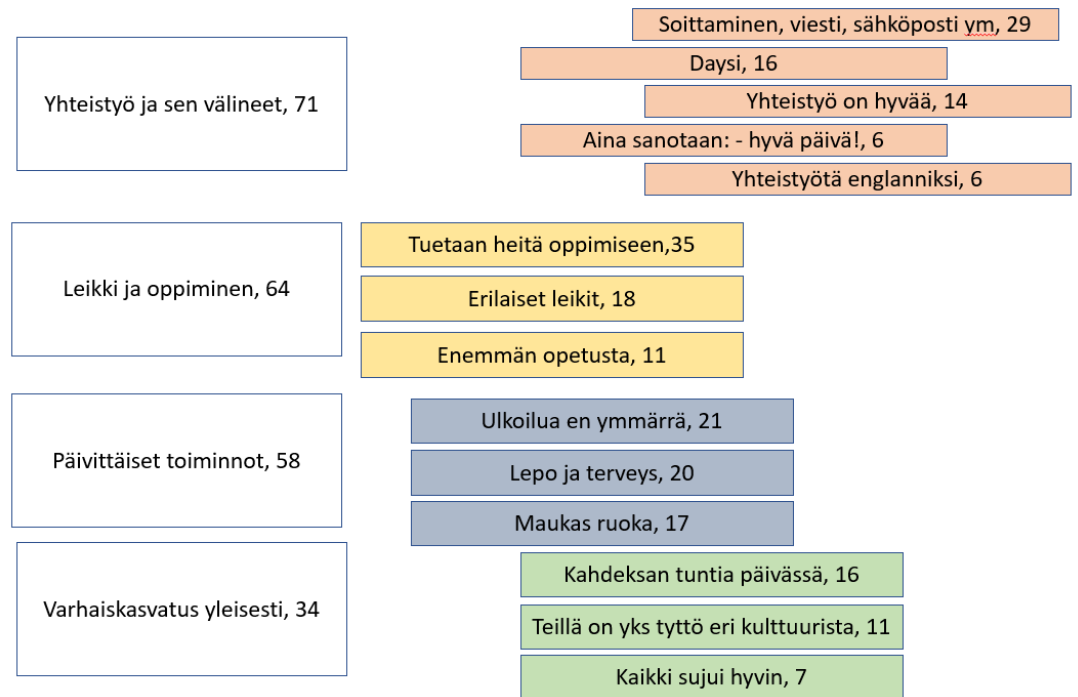 Yhteistyö ja sen välineet, 71
Soittaminen, viesti, sähköposti ym, 29
Daysi, 16
Yhteistyö on hyvää, 14
Aina sanotaan: - hyvä päivä!, 6
Yhteistyötä englanniksi, 6
Leikki ja oppiminen, 64
Tuetaan heitä oppimiseen,35
Erilaiset leikit, 18
Enemmän opetusta, 11
Päivittäiset toiminnot, 58
Ulkoilua en ymmärrä, 21
Lepo ja terveys, 20
Maukas ruoka, 17
Varhaiskasvatus yleisesti, 34
Kahdeksan tuntia päivässä, 16
Teillä on yks tyttö eri kulttuurista, 11
Kaikki sujui hyvin, 7